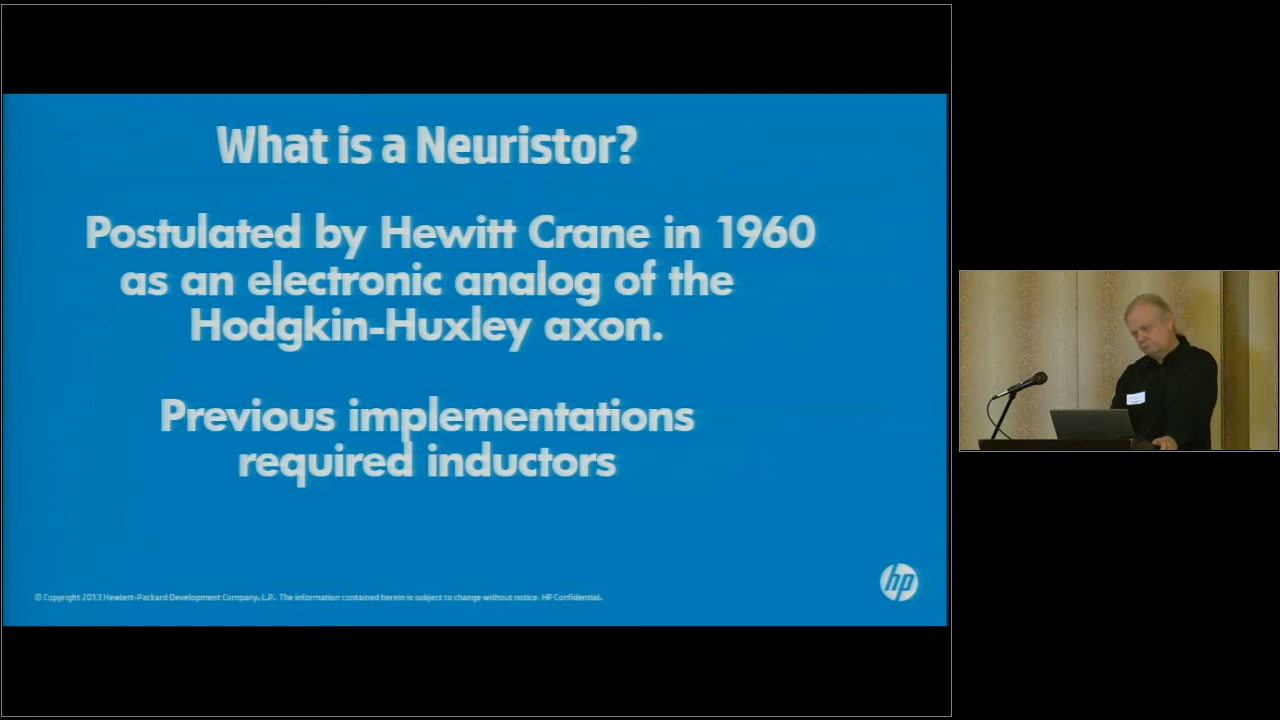 What is a Neuristor?
Postulated by Hewitt Crane in 1960
as an electronic analog of the
Hodgkin-Huxley axon.
Previous implementations
required inductors
© Copyright 2013 Hewlett-Packard Development Company, L.P. The information contained herein is subject to change without notice. HP Confidential.
hp